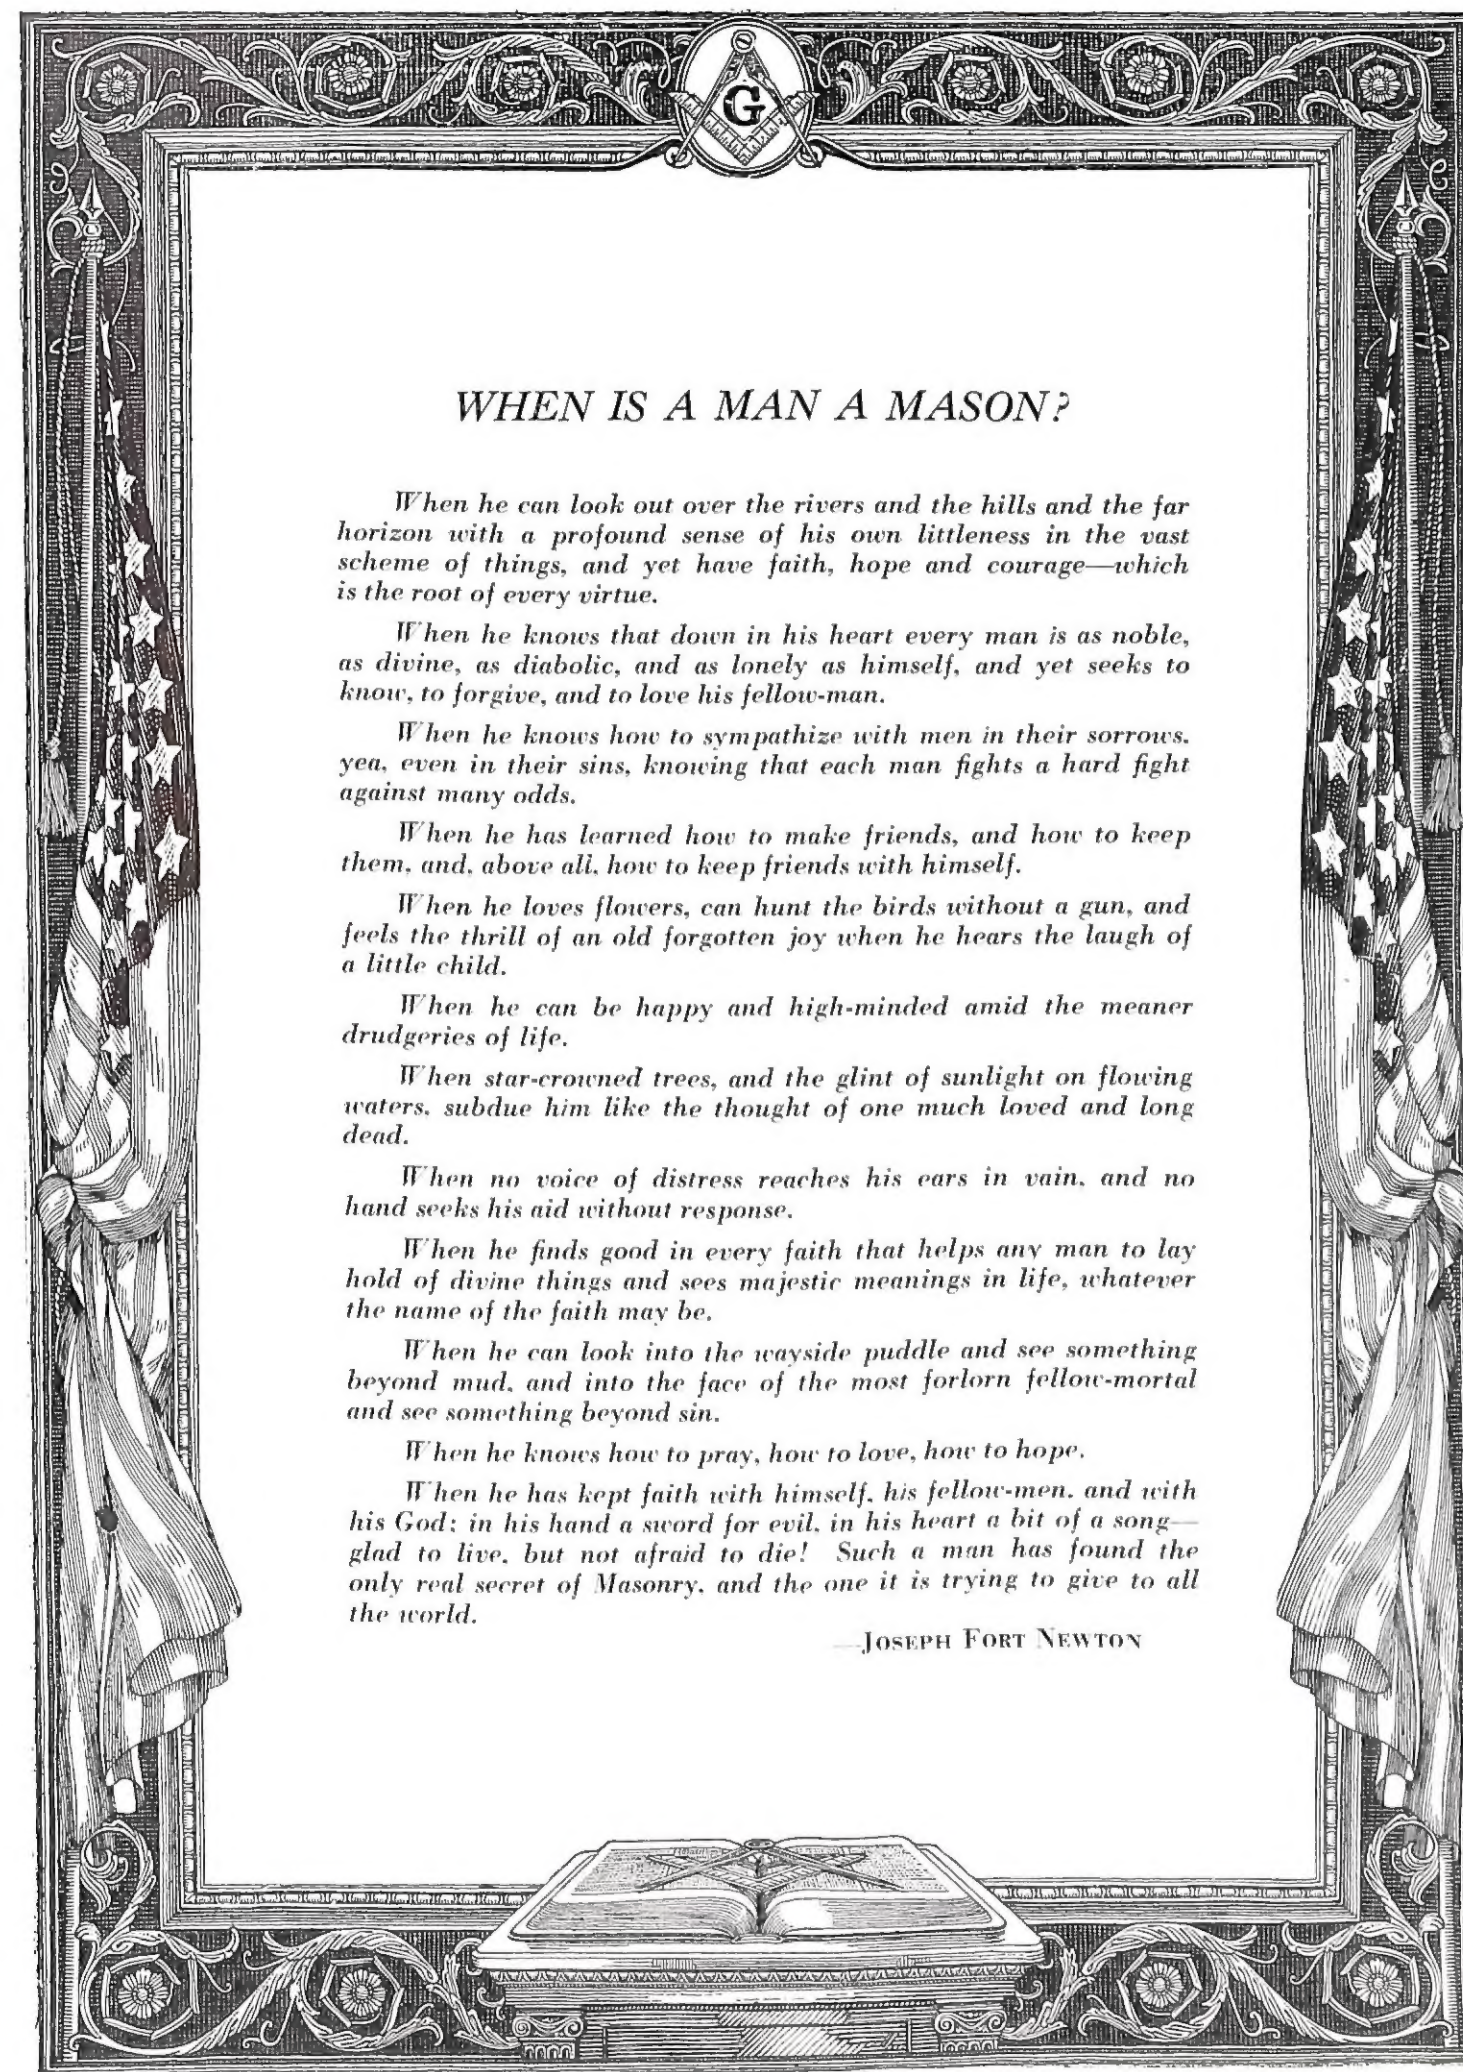 G
WHEN IS A MAN A MASON?
When he can look out over the rivers and the hills and the far
horizon with a profound sense of his own littleness in the vast
scheme of things, and yet have faith, hope and courage—which
is the root of every virtue.
When he knows that down in his heart every man is as noble,
as divine, as diabolic, and as lonely as himself, and yet seeks to
know, to forgive, and to love his fellow-man.
When he knows how to sympathize with men in their sorrows,
yea, even in their sins, knowing that each man fights a hard fight
against many odds.
When he has learned how to make friends, and how to keep
them, and, above all, how to keep friends with himself.
When he loves flowers, can hunt the birds without a gun, and
feels the thrill of an old forgotten joy when he hears the laugh of
a little child.
When he can be happy and high-minded amid the meaner
drudgeries of life.
When star-crowned trees, and the glint of sunlight on flowing
waters, subdue him like the thought of one much loved and long
dead.
When no voice of distress reaches his ears in vain, and no
hand seeks his aid without response.
When he finds good in every faith that helps any man to lay
hold of divine things and sees majestic meanings in life, whatever
the name of the faith may be.
When he can look into the wayside puddle and see something
beyond mud, and into the face of the most forlorn fellow-mortal
and see something beyond sin.
When he knows how to pray, how to love, how to hope.
When he has kept faith with himself, his fellow-men, and with
his God; in his hand a sword for evil, in his heart a bit of a song—
glad to live, but not afraid to die! Such a man has found the
only real secret of Masonry, and the one it is trying to give to all
the world.
—JOSEPH FORT NEWTON